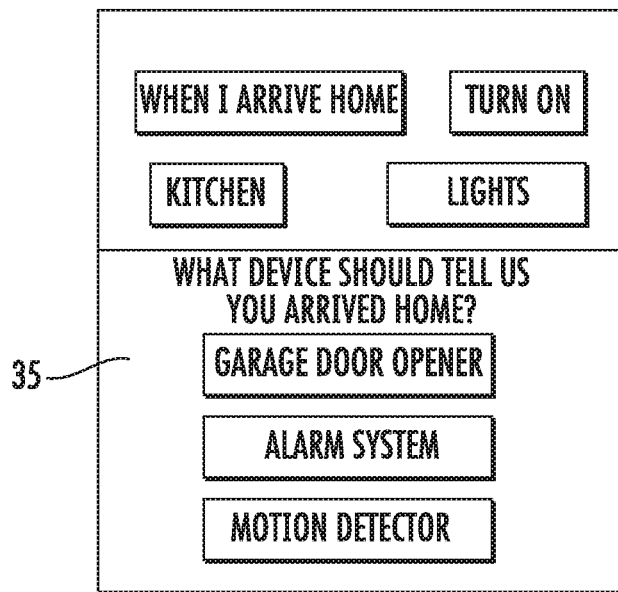 WHEN I ARRIVE HOME TURN ON
KITCHEN LIGHTS
WHAT DEVICE SHOULD TELL US
YOU ARRIVED HOME?
GARAGE DOOR OPENER
35
ALARM SYSTEM
MOTION DETECTOR